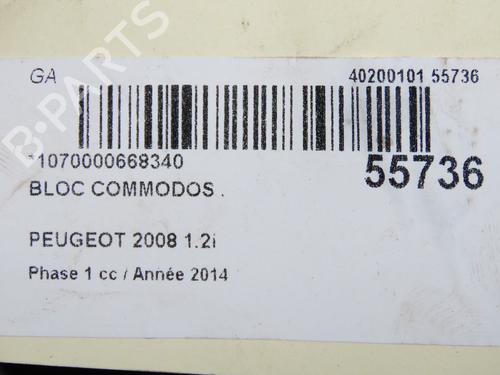 GA 40200101 55736
*1070000668340 55736
BLOC COMMODOS .
PEUGEOT 2008 1.2i
Phase 1 cc / Année 2014
B-PARTS